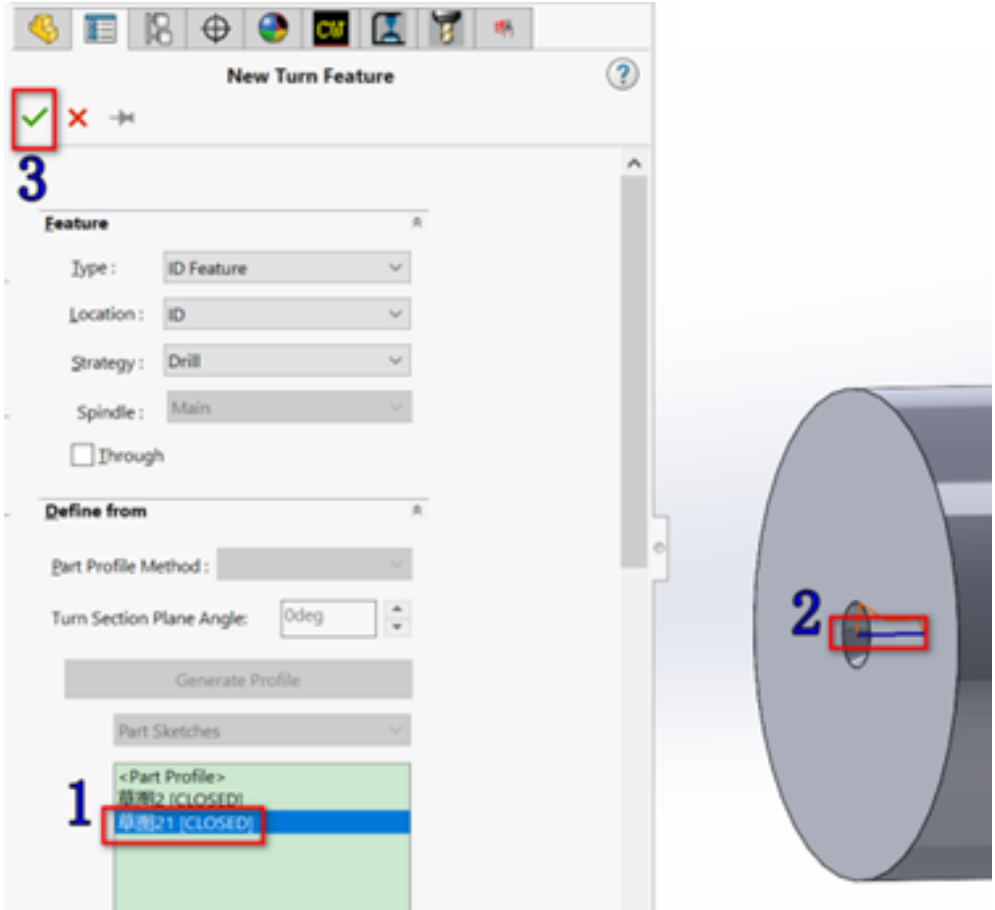 CW
New Turn Feature
?
3
Feature
Type :
ID Feature
Location :
ID
Strategy :
Drill
Spindle :
Main
Through
Define from
Part Profile Method :
Turn Section Plane Angle:
0deg
Generate Profile
Part Sketches
<Part Profile>
草图2 [CLOSED]
1
草图21 [CLOSED]
2